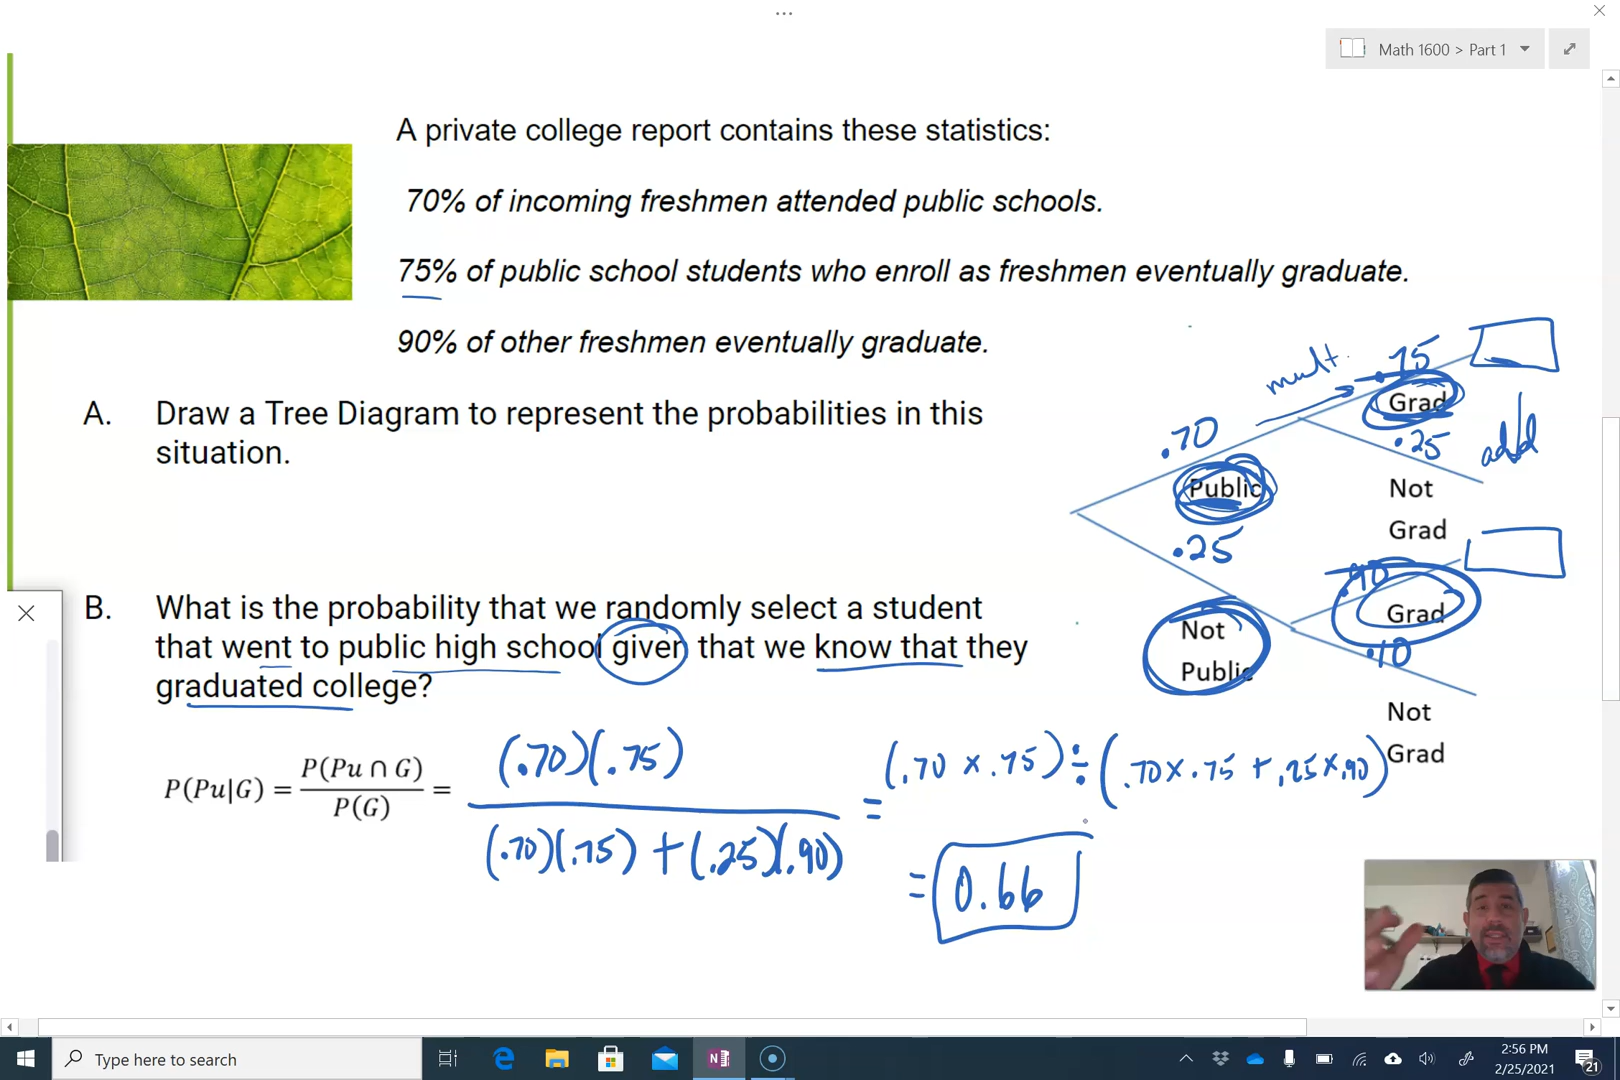 Math 1600 > Part 1
A private college report contains these statistics:
70% of incoming freshmen attended public schools.
75% of public school students who enroll as freshmen eventually graduate.
90% of other freshmen eventually graduate.
A. Draw a Tree Diagram to represent the probabilities in this
situation.
mult.
.75
Grad
.70
.25
add
Public
Not
Grad
.25
.90
Grad
Not
Public
.10
Not
Grad
B. What is the probability that we randomly select a student
that went to public high school given that we know that they
graduated college?
P(Pu|G) = P(Pu ∩ G) / P(G) = (.70)(.75) / (.70)(.75) + (.25)(.90) = (.70 × .75) ÷ (.70 × .75 + .25 × .90)
= 0.66
Type here to search
2:56 PM
2/25/2021
21